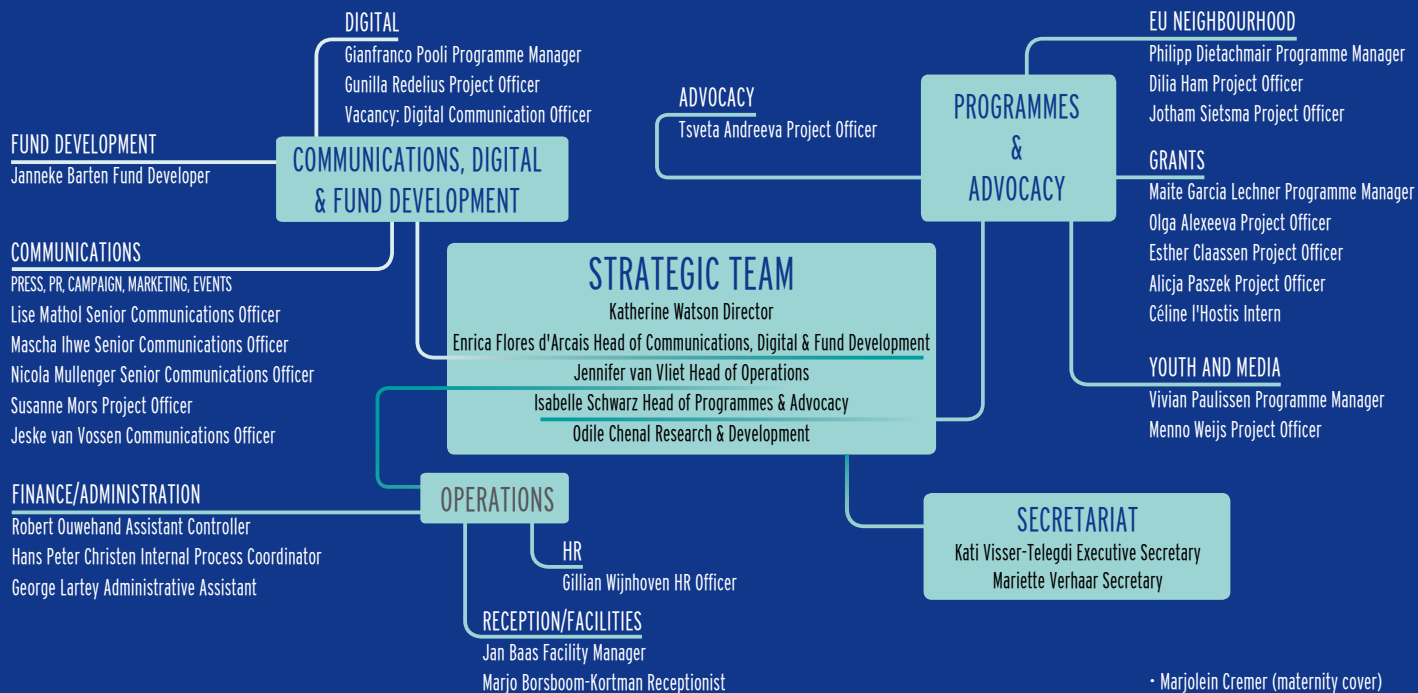 DIGITAL
Gianfranco Pooli Programme Manager
Gunilla Redelius Project Officer
Vacancy: Digital Communication Officer
FUND DEVELOPMENT
Janneke Barten Fund Developer
COMMUNICATIONS, DIGITAL
& FUND DEVELOPMENT
COMMUNICATIONS
PRESS, PR, CAMPAIGN, MARKETING, EVENTS
Lise Mathol Senior Communications Officer
Mascha Ihwe Senior Communications Officer
Nicola Mullenger Senior Communications Officer
Susanne Mors Project Officer
Jeske van Vossen Communications Officer
ADVOCACY
Tsveta Andreeva Project Officer
PROGRAMMES
&
ADVOCACY
EU NEIGHBOURHOOD
Philipp Dietachmair Programme Manager
Dilia Ham Project Officer
Jotham Sietsma Project Officer
GRANTS
Maite Garcia Lechner Programme Manager
Olga Alexeeva Project Officer
Esther Claassen Project Officer
Alicja Paszek Project Officer
Céline l'Hostis Intern
YOUTH AND MEDIA
Vivian Paulissen Programme Manager
Menno Weijs Project Officer
STRATEGIC TEAM
Katherine Watson Director
Enrica Flores d'Arcais Head of Communications, Digital & Fund Development
Jennifer van Vliet Head of Operations
Isabelle Schwarz Head of Programmes & Advocacy
Odile Chenal Research & Development
FINANCE/ADMINISTRATION
Robert Ouwehand Assistant Controller
Hans Peter Christen Internal Process Coordinator
George Lartey Administrative Assistant
OPERATIONS
HR
Gillian Wijnhoven HR Officer
RECEPTION/FACILITIES
Jan Baas Facility Manager
Marjo Borsboom-Kortman Receptionist
SECRETARIAT
Kati Visser-Telegdi Executive Secretary
Mariette Verhaar Secretary
• Marjolein Cremer (maternity cover)